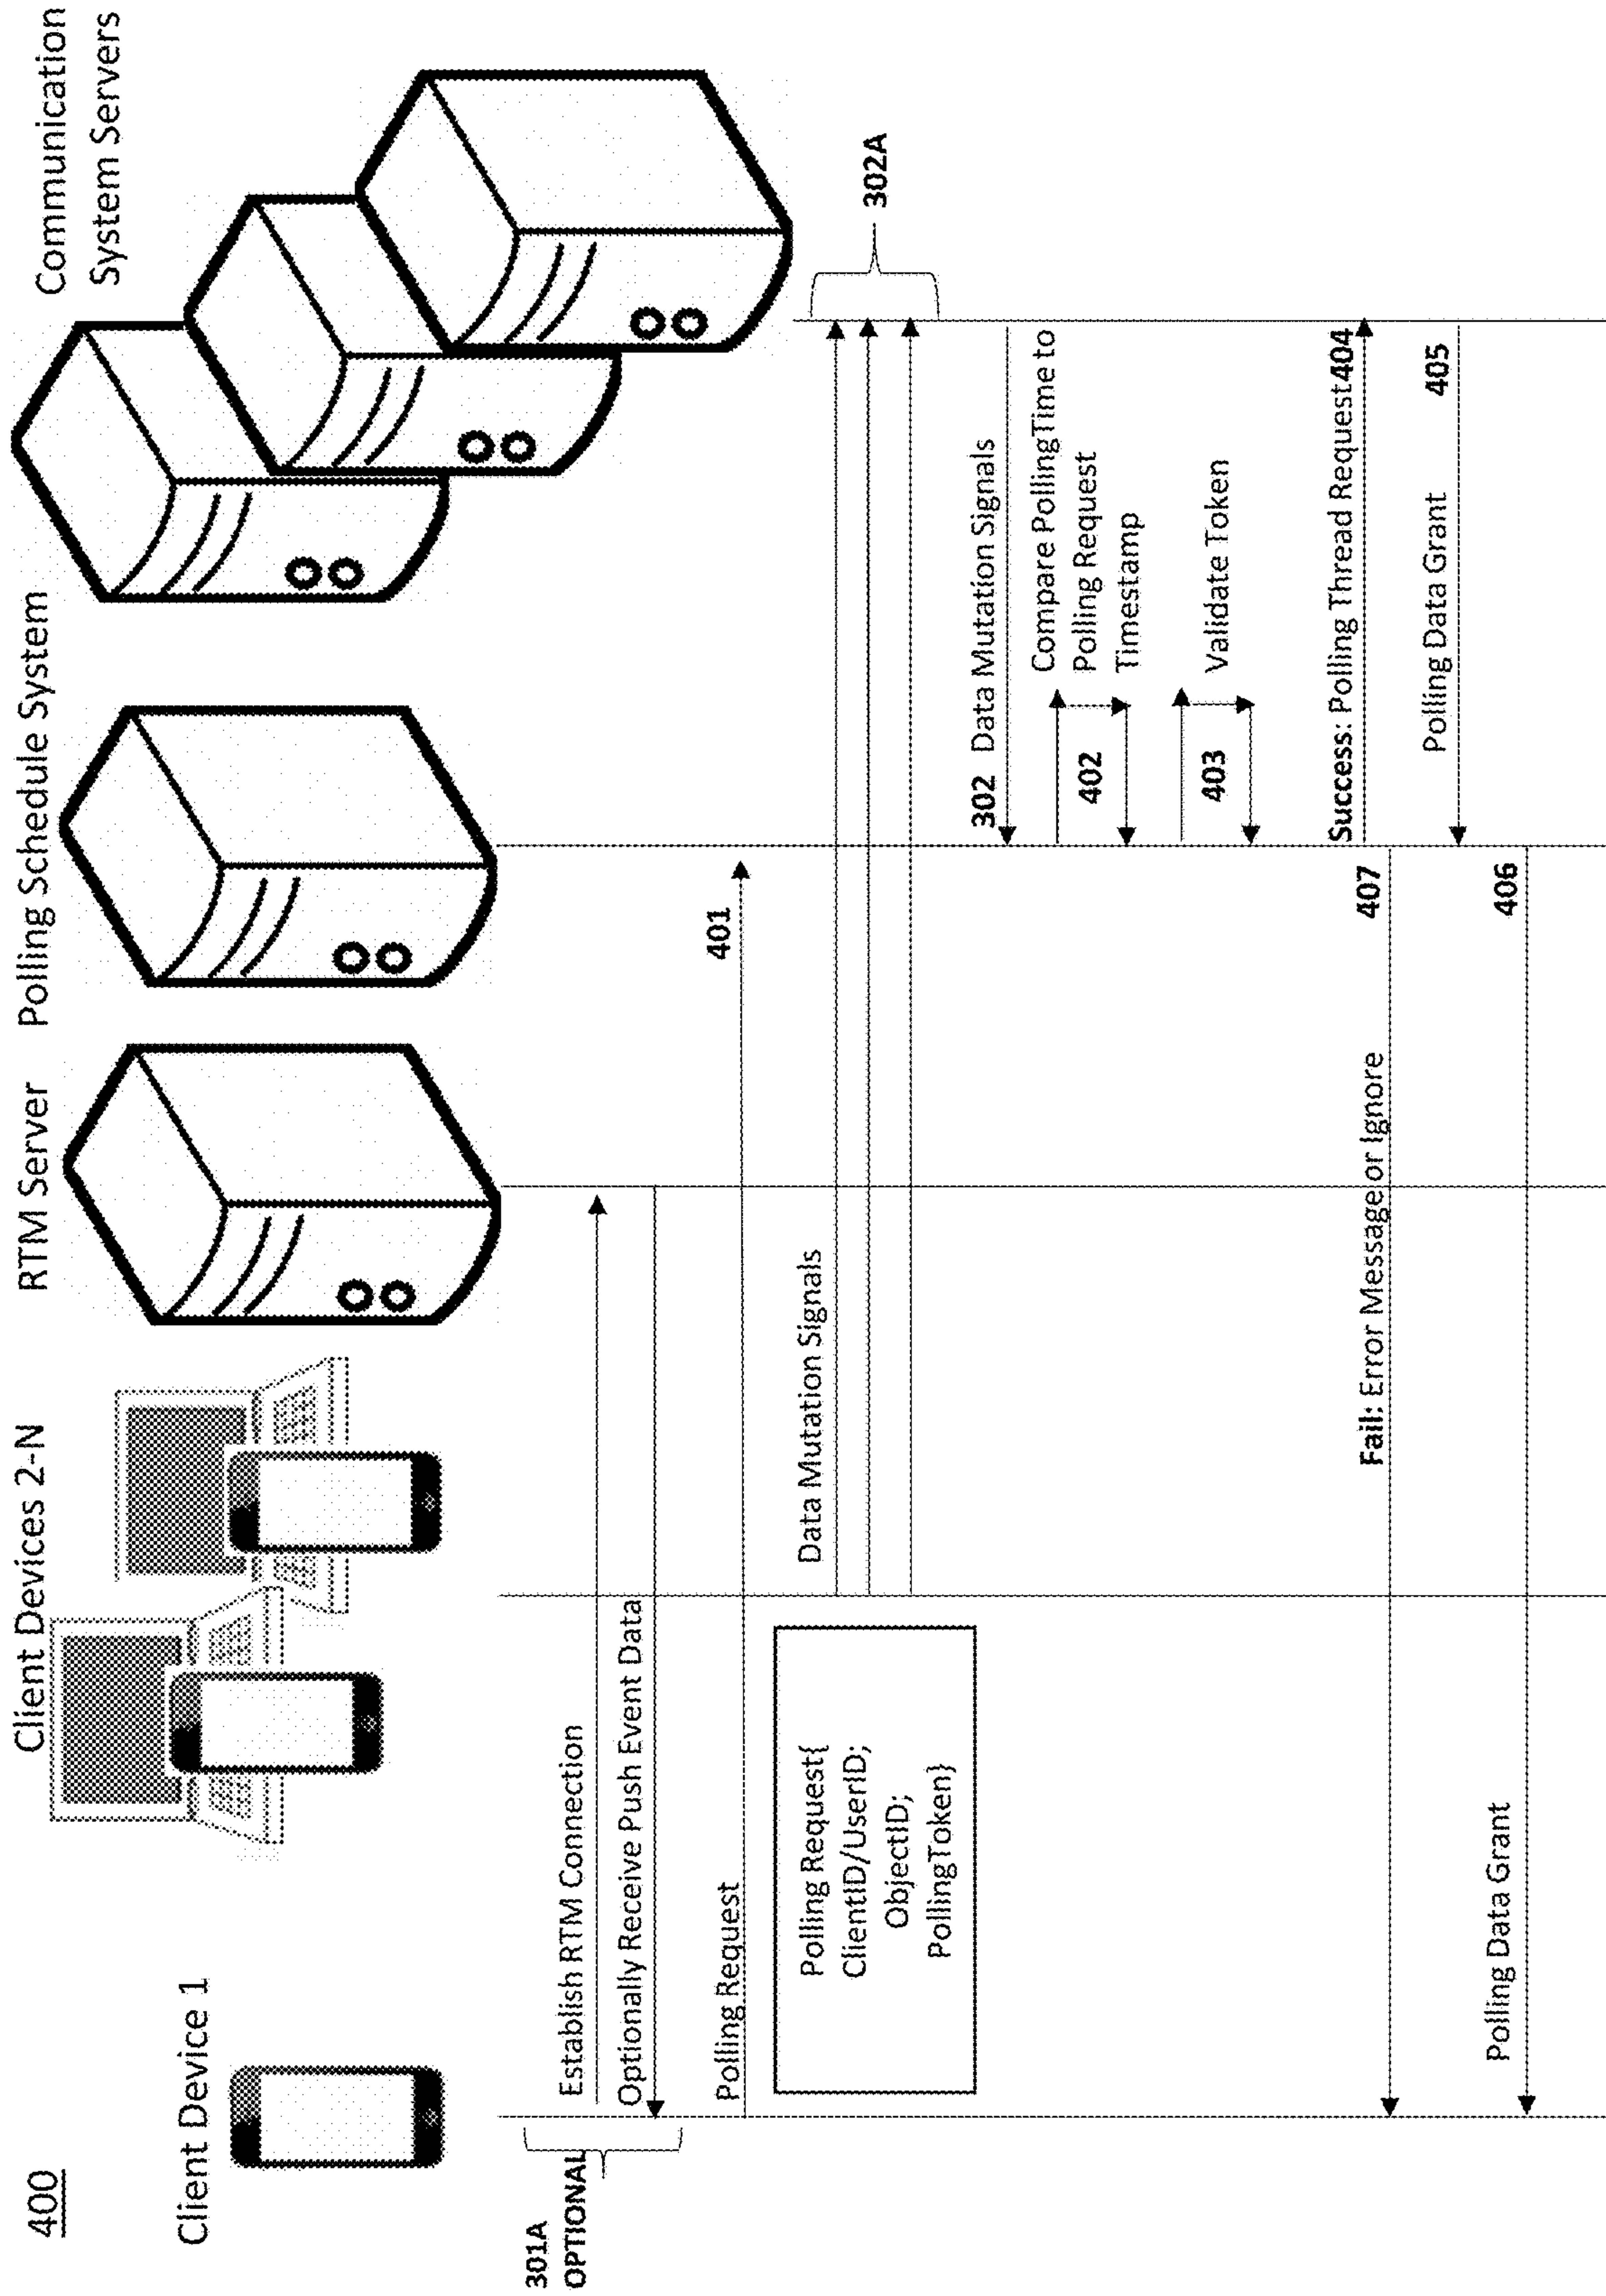 400
Client Device 1
Client Devices 2-N
RTM Server
Polling Schedule System
Communication
System Servers
301A
OPTIONAL
Establish RTM Connection
Optionally Receive Push Event Data
Polling Request
401
Polling Request{
ClientID/UserID;
ObjectID;
PollingToken}
Data Mutation Signals
302A
302 Data Mutation Signals
Compare PollingTime to
Polling Request
Timestamp
402
Validate Token
403
Success: Polling Thread Request 404
Fail: Error Message or Ignore
407
Polling Data Grant
405
Polling Data Grant
406